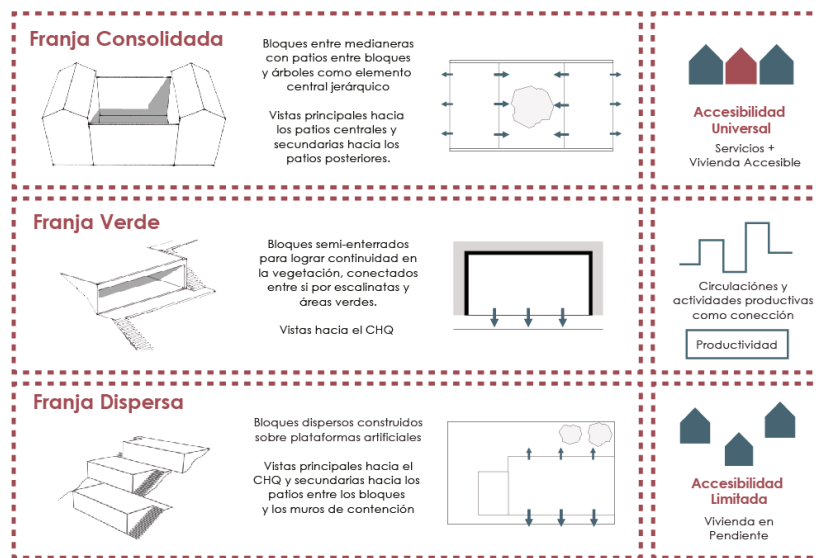 Franja Consolidada
Bloques entre medianeras
con patios entre bloques
y árboles como elemento
central jerárquico
Vistas principales hacia
los patios centrales y
secundarias hacia los
patios posteriores.
Accesibilidad
Universal
Servicios +
Vivienda Accesible
Franja Verde
Bloques semi-enterrados
para lograr continuidad en
la vegetación, conectados
entre si por escalinatas y
áreas verdes.
Vistas hacia el CHQ
Circulaciónes y
actividades productivas
como conección
Productividad
Franja Dispersa
Bloques dispersos construidos
sobre plataformas artificiales
Vistas principales hacia el
CHQ y secundarias hacia los
patios entre los bloques
y los muros de contención
Accesibilidad
Limitada
Vivienda en
Pendiente